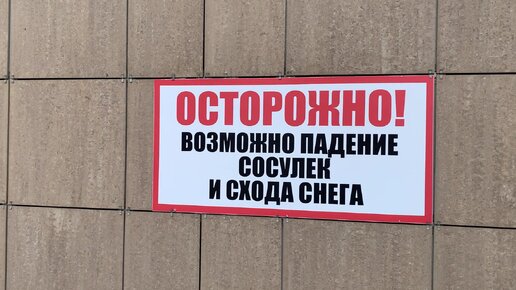 ОСТОРОЖНО!
ВОЗМОЖНО ПАДЕНИЕ
СОСУЛЕК
И СХОДА СНЕГА